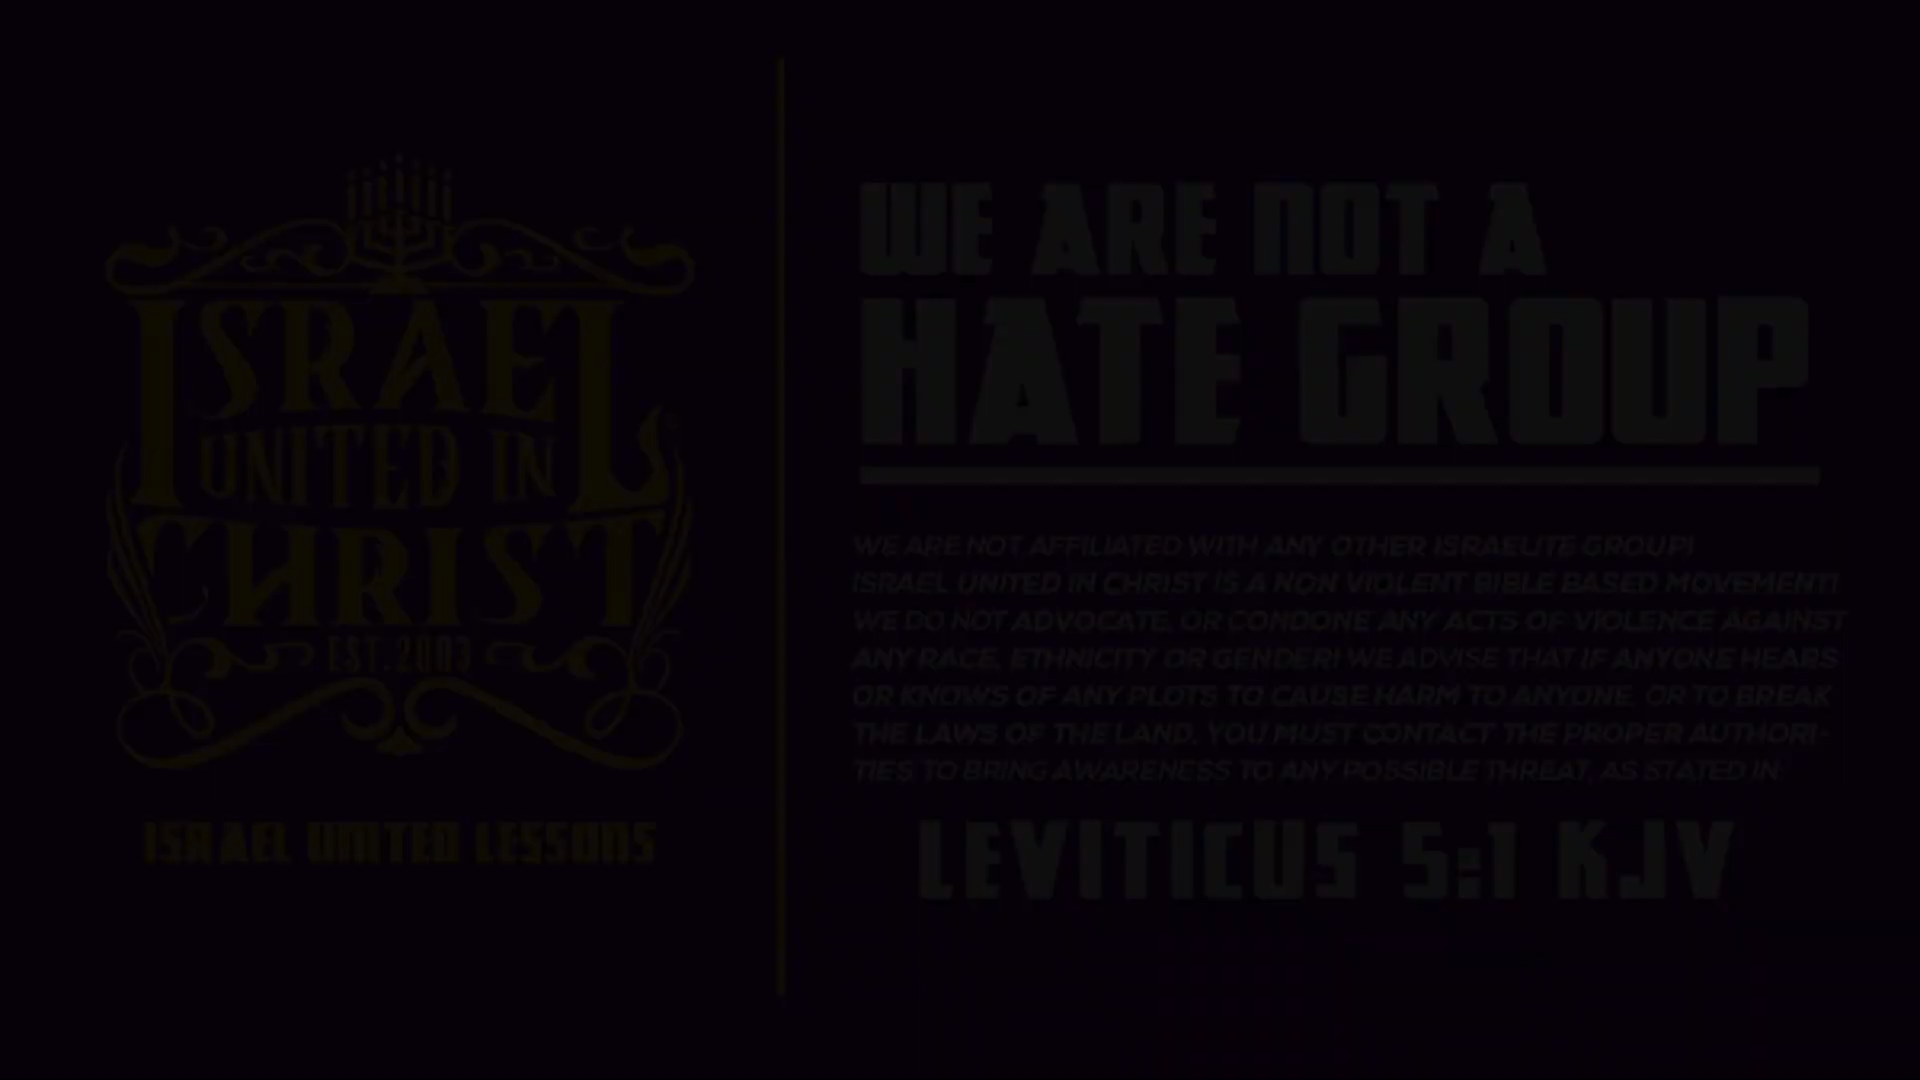 ISRAEL
UNITED IN
CHRIST
EST. 2003
ISRAEL UNITED LESSONS
WE ARE NOT A
HATE GROUP
WE ARE NOT AFFILIATED WITH ANY OTHER ISRAELITE GROUP!
ISRAEL UNITED IN CHRIST IS A NON VIOLENT BIBLE BASED MOVEMENT!
WE DO NOT ADVOCATE, OR CONDONE ANY ACTS OF VIOLENCE AGAINST
ANY RACE, ETHNICITY OR GENDER! WE ADVISE THAT IF ANYONE HEARS
OR KNOWS OF ANY PLOTS TO CAUSE HARM TO ANYONE, OR TO BREAK
THE LAWS OF THE LAND, YOU MUST CONTACT THE PROPER AUTHORI-
TIES TO BRING AWARENESS TO ANY POSSIBLE THREAT, AS STATED IN
LEVITICUS 5:1 KJV